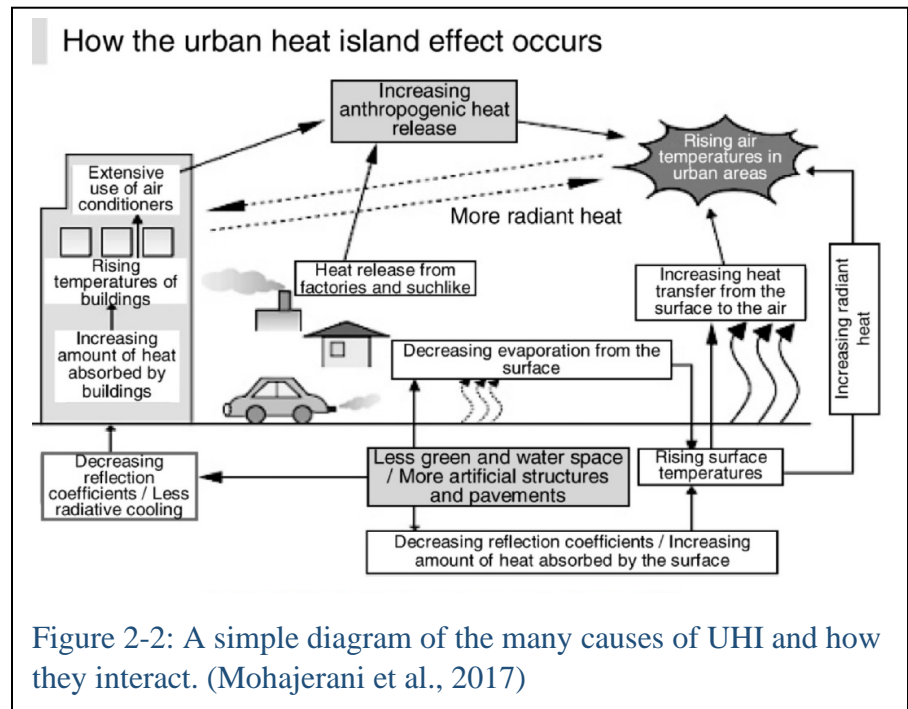 How the urban heat island effect occurs
Increasing
anthropogenic heat
release
Rising air
temperatures in
urban areas
Extensive
use of air
conditioners
More radiant heat
Rising
temperatures of
buildings
Heat release from
factories and suchlike
Increasing heat
transfer from the
surface to the air
Increasing radiant
heat
Increasing
amount of heat
absorbed by
buildings
Decreasing evaporation from the
surface
Decreasing
reflection
coefficients / Less
radiative cooling
Less green and water space
/ More artificial structures
and pavements
Rising surface
temperatures
Decreasing reflection coefficients / Increasing
amount of heat absorbed by the surface
Figure 2-2: A simple diagram of the many causes of UHI and how
they interact. (Mohajerani et al., 2017)